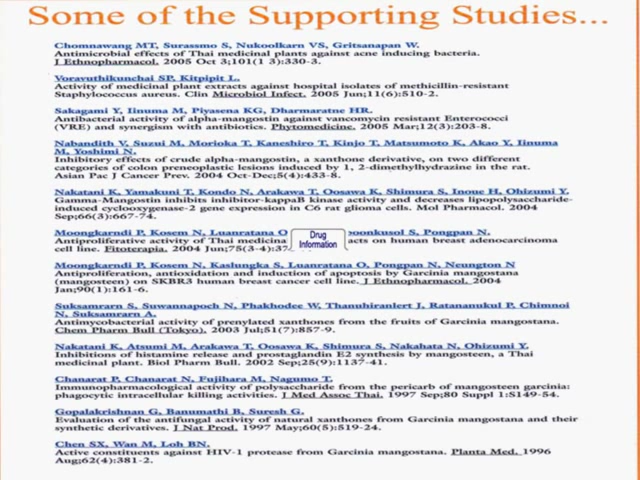 Some of the Supporting Studies...
Chomnawang MT, Surassmo S, Nukoolkarn VS, Gritsanapan W.
Antimicrobial effects of Thai medicinal plants against acne inducing bacteria.
J Ethnopharmacol. 2005 Oct 3;101(1 3):330-3.
Voravuthikunchai SP, Kitpipit L.
Activity of medicinal plant extracts against hospital isolates of methicillin-resistant
Staphylococcus aureus. Clin Microbiol Infect. 2005 Jun;11(6):510-2.
Sakagami Y, Iinuma M, Piyasena KG, Dharmaratne HR.
Antibacterial activity of alpha-mangostin against vancomycin resistant Enterococci
(VRE) and synergism with antibiotics. Phytomedicine. 2005 Mar;12(3):203-8.
Nabandith V, Suzui M, Morioka T, Kaneshiro T, Kinjo T, Matsumoto K, Akao Y, Iinuma
M, Yoshimi N.
Inhibitory effects of crude alpha-mangostin, a xanthone derivative, on two different
categories of colon preneoplastic lesions induced by 1, 2-dimethylhydrazine in the rat.
Asian Pac J Cancer Prev. 2004 Oct-Dec;5(4):433-8.
Nakatani K, Yamakuni T, Kondo N, Arakawa T, Oosawa K, Shimura S, Inoue H, Ohizumi Y.
Gamma-Mangostin inhibits inhibitor-kappaB kinase activity and decreases lipopolysaccharide-
induced cyclooxygenase-2 gene expression in C6 rat glioma cells. Mol Pharmacol. 2004
Sep;66(3):667-74.
Moongkarndi P, Kosem N, Luanratana O oonkusol S, Pongpan N.
Antiproliferative activity of Thai medicina acts on human breast adenocarcinoma
cell line. Fitoterapia. 2004 Jun;75(3-4):37
Drug
Information
Moongkarndi P, Kosem N, Kaslungka S, Luanratana O, Pongpan N, Neungton N
Antiproliferation, antioxidation and induction of apoptosis by Garcinia mangostana
(mangosteen) on SKBR3 human breast cancer cell line. J Ethnopharmacol. 2004
Jan;90(1):161-6.
Suksamrarn S, Suwannapoch N, Phakhodee W, Thanuhiranlert J, Ratananukul P, Chimnoi
N, Suksamrarn A.
Antimycobacterial activity of prenylated xanthones from the fruits of Garcinia mangostana.
Chem Pharm Bull (Tokyo). 2003 Jul;51(7):857-9.
Nakatani K, Atsumi M, Arakawa T, Oosawa K, Shimura S, Nakahata N, Ohizumi Y.
Inhibitions of histamine release and prostaglandin E2 synthesis by mangosteen, a Thai
medicinal plant. Biol Pharm Bull. 2002 Sep;25(9):1137-41.
Chanarat P, Chanarat N, Fujihara M, Nagumo T.
Immunopharmacological activity of polysaccharide from the pericarb of mangosteen garcinia:
phagocytic intracellular killing activities. J Med Assoc Thai. 1997 Sep;80 Suppl 1:S149-54.
Gopalakrishnan G, Banumathi B, Suresh G.
Evaluation of the antifungal activity of natural xanthones from Garcinia mangostana and their
synthetic derivatives. J Nat Prod. 1997 May;60(5):519-24.
Chen SX, Wan M, Loh BN.
Active constituents against HIV-1 protease from Garcinia mangostana. Planta Med. 1996
Aug;62(4):381-2.